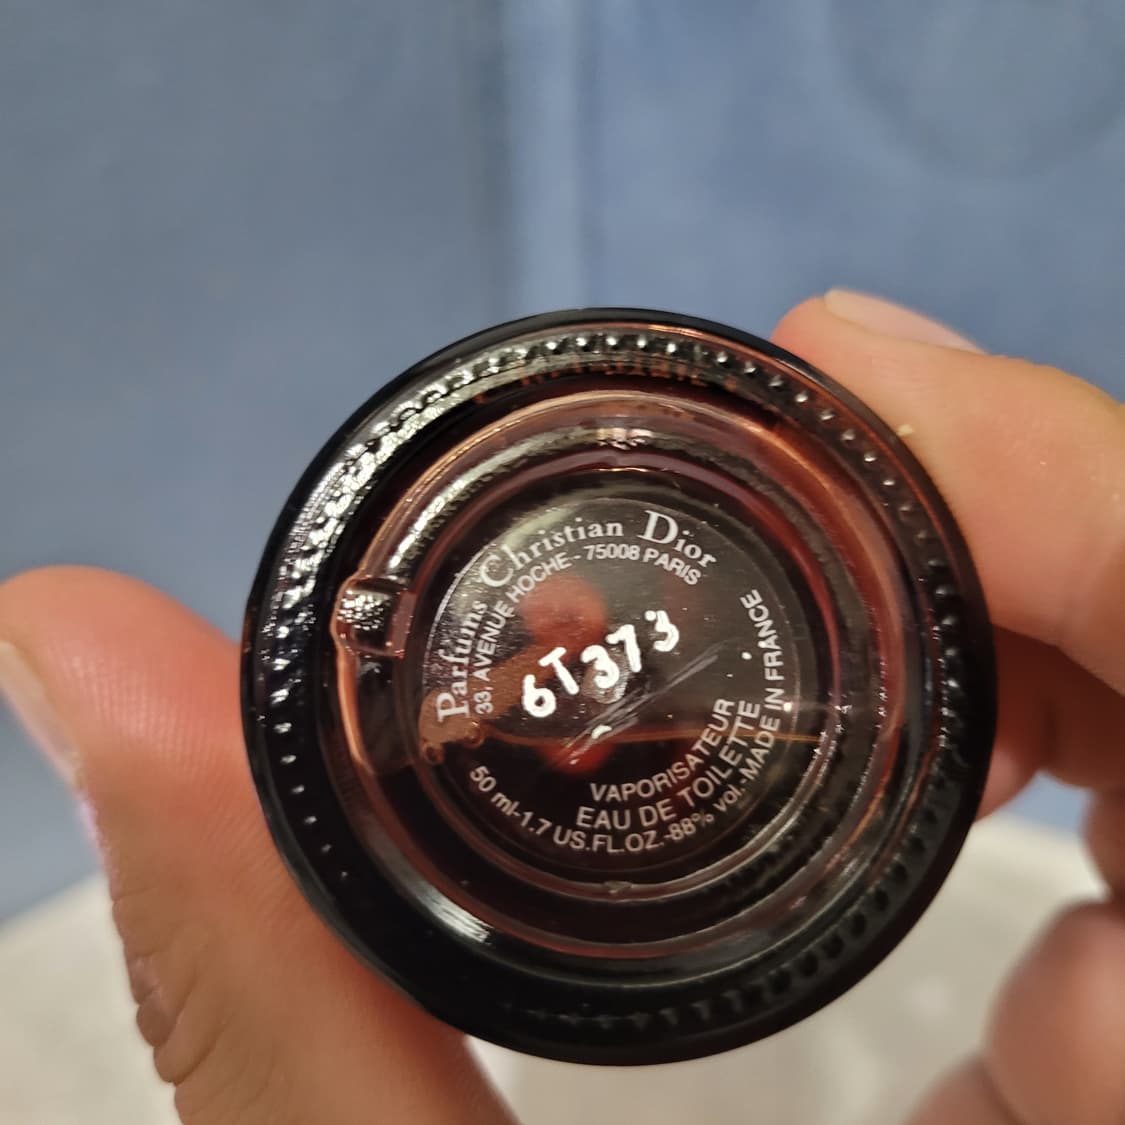 Parfums Christian Dior
33, AVENUE HOCHE - 75008 PARIS
6T373
VAPORISATEUR
EAU DE TOILETTE
50 ml-1.7 US.FL.OZ.-88% vol.-MADE IN FRANCE